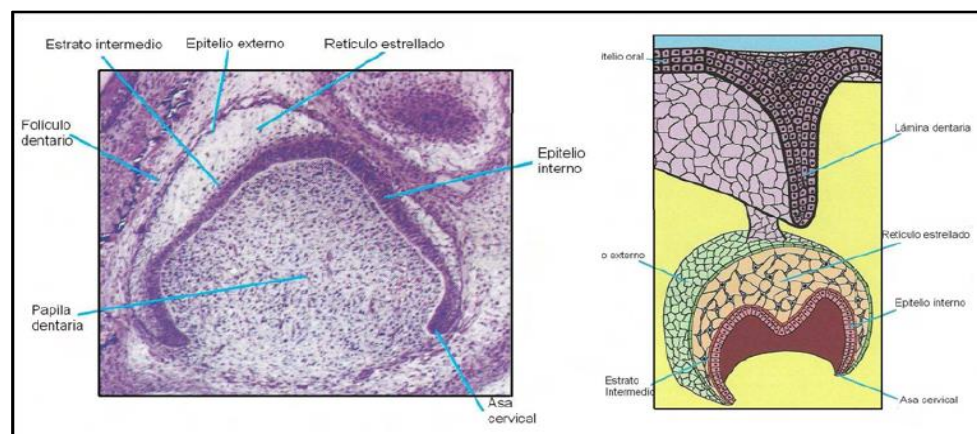 Estrato intermedio
Epitelio externo
Retículo estrellado
Folículo
dentario
Epitelio
interno
Papila
dentaria
Asa
cervical
itelio oral
Lámina dentaria
Retículo estrellado
o externo
Epitelio interno
Estrato
Intermedio
Asa cervical